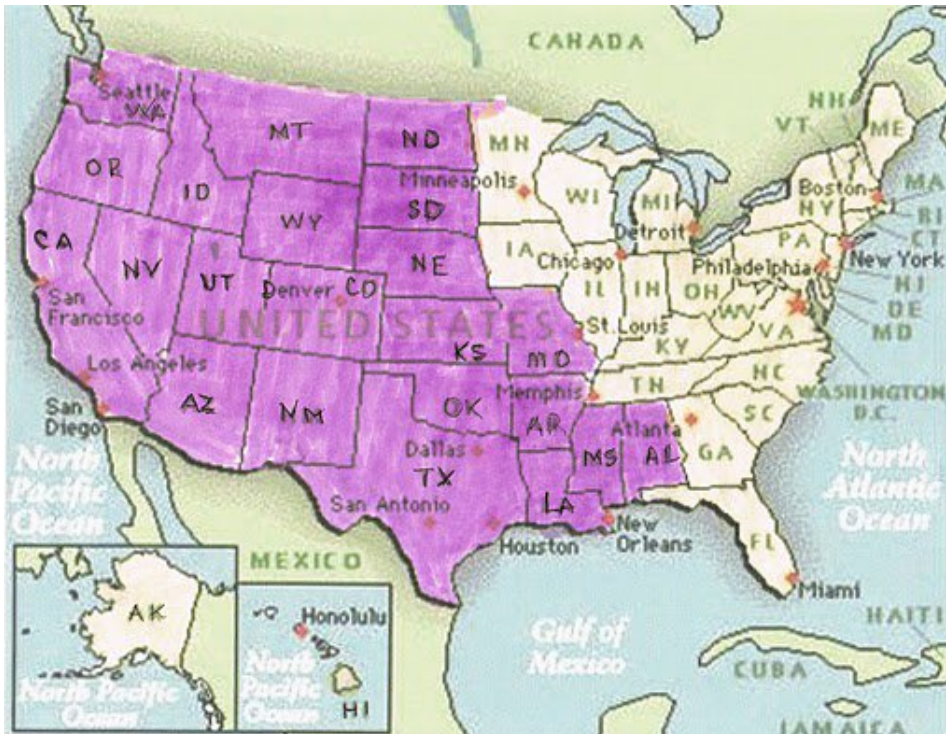 CANADA
Seattle
WA
MT
ND
MN
ME
NH
VT
OR
ID
Minneapolis
WI
MI
Boston
MA
NY
SD
WY
RI
CT
CA
NV
UT
Denver
CO
NE
IA
Chicago
Detroit
PA
New York
Philadelphia
NJ
IL
IN
OH
WV
VA
DE
MD
San
Francisco
UNITED STATES
St. Louis
KS
MO
KY
Los Angeles
Memphis
TN
NC
WASHINGTON
D.C.
San
Diego
AZ
NM
OK
AR
Atlanta
SC
Dallas
TX
MS
AL
GA
North
Pacific
Ocean
North
Atlantic
Ocean
San Antonio
LA
Houston
New
Orleans
FL
MEXICO
Miami
AK
North Pacific
Ocean
Honolulu
North
Pacific
Ocean
HI
Gulf of
Mexico
HAITI
CUBA
JAMAICA